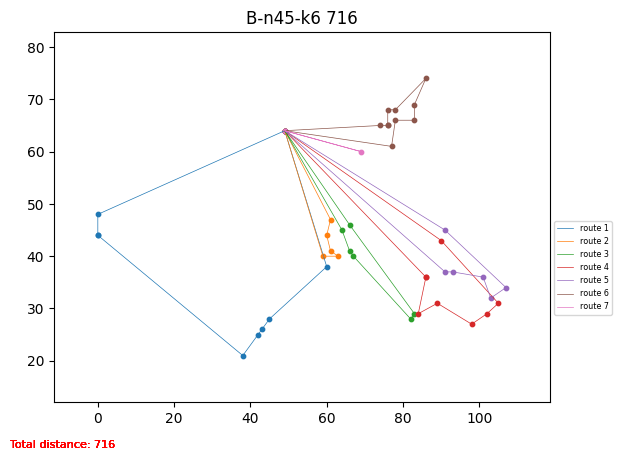 B-n45-k6 716
80
70
60
50
40
30
20
0
20
40
60
80
100
route 1
route 2
route 3
route 4
route 5
route 6
route 7
Total distance: 716